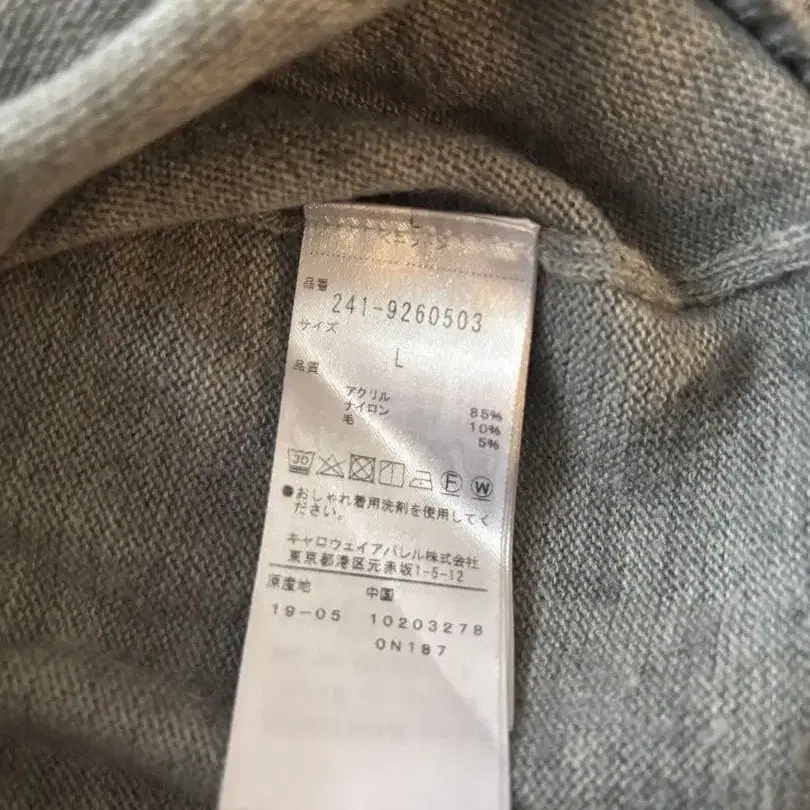 L
品番
241-9260503
サイズ
L
品質
アクリル 85%
ナイロン 10%
毛 5%
30
F W
●おしゃれ着用洗剤を使用してく
ださい。
キャロウェイアパレル株式会社
東京都港区元赤坂1-5-12
原産地 中国
19-05 10203278
0N187